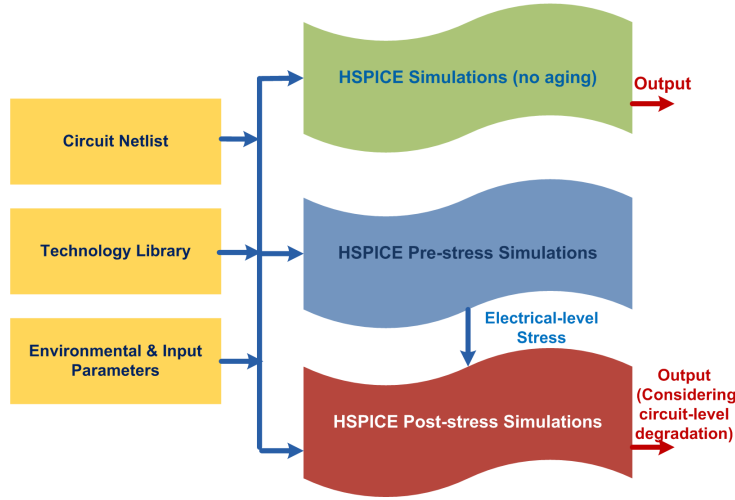 HSPICE Simulations (no aging)
Output
Circuit Netlist
Technology Library
HSPICE Pre-stress Simulations
Environmental & Input
Parameters
Electrical-level
Stress
HSPICE Post-stress Simulations
Output
(Considering
circuit-level
degradation)